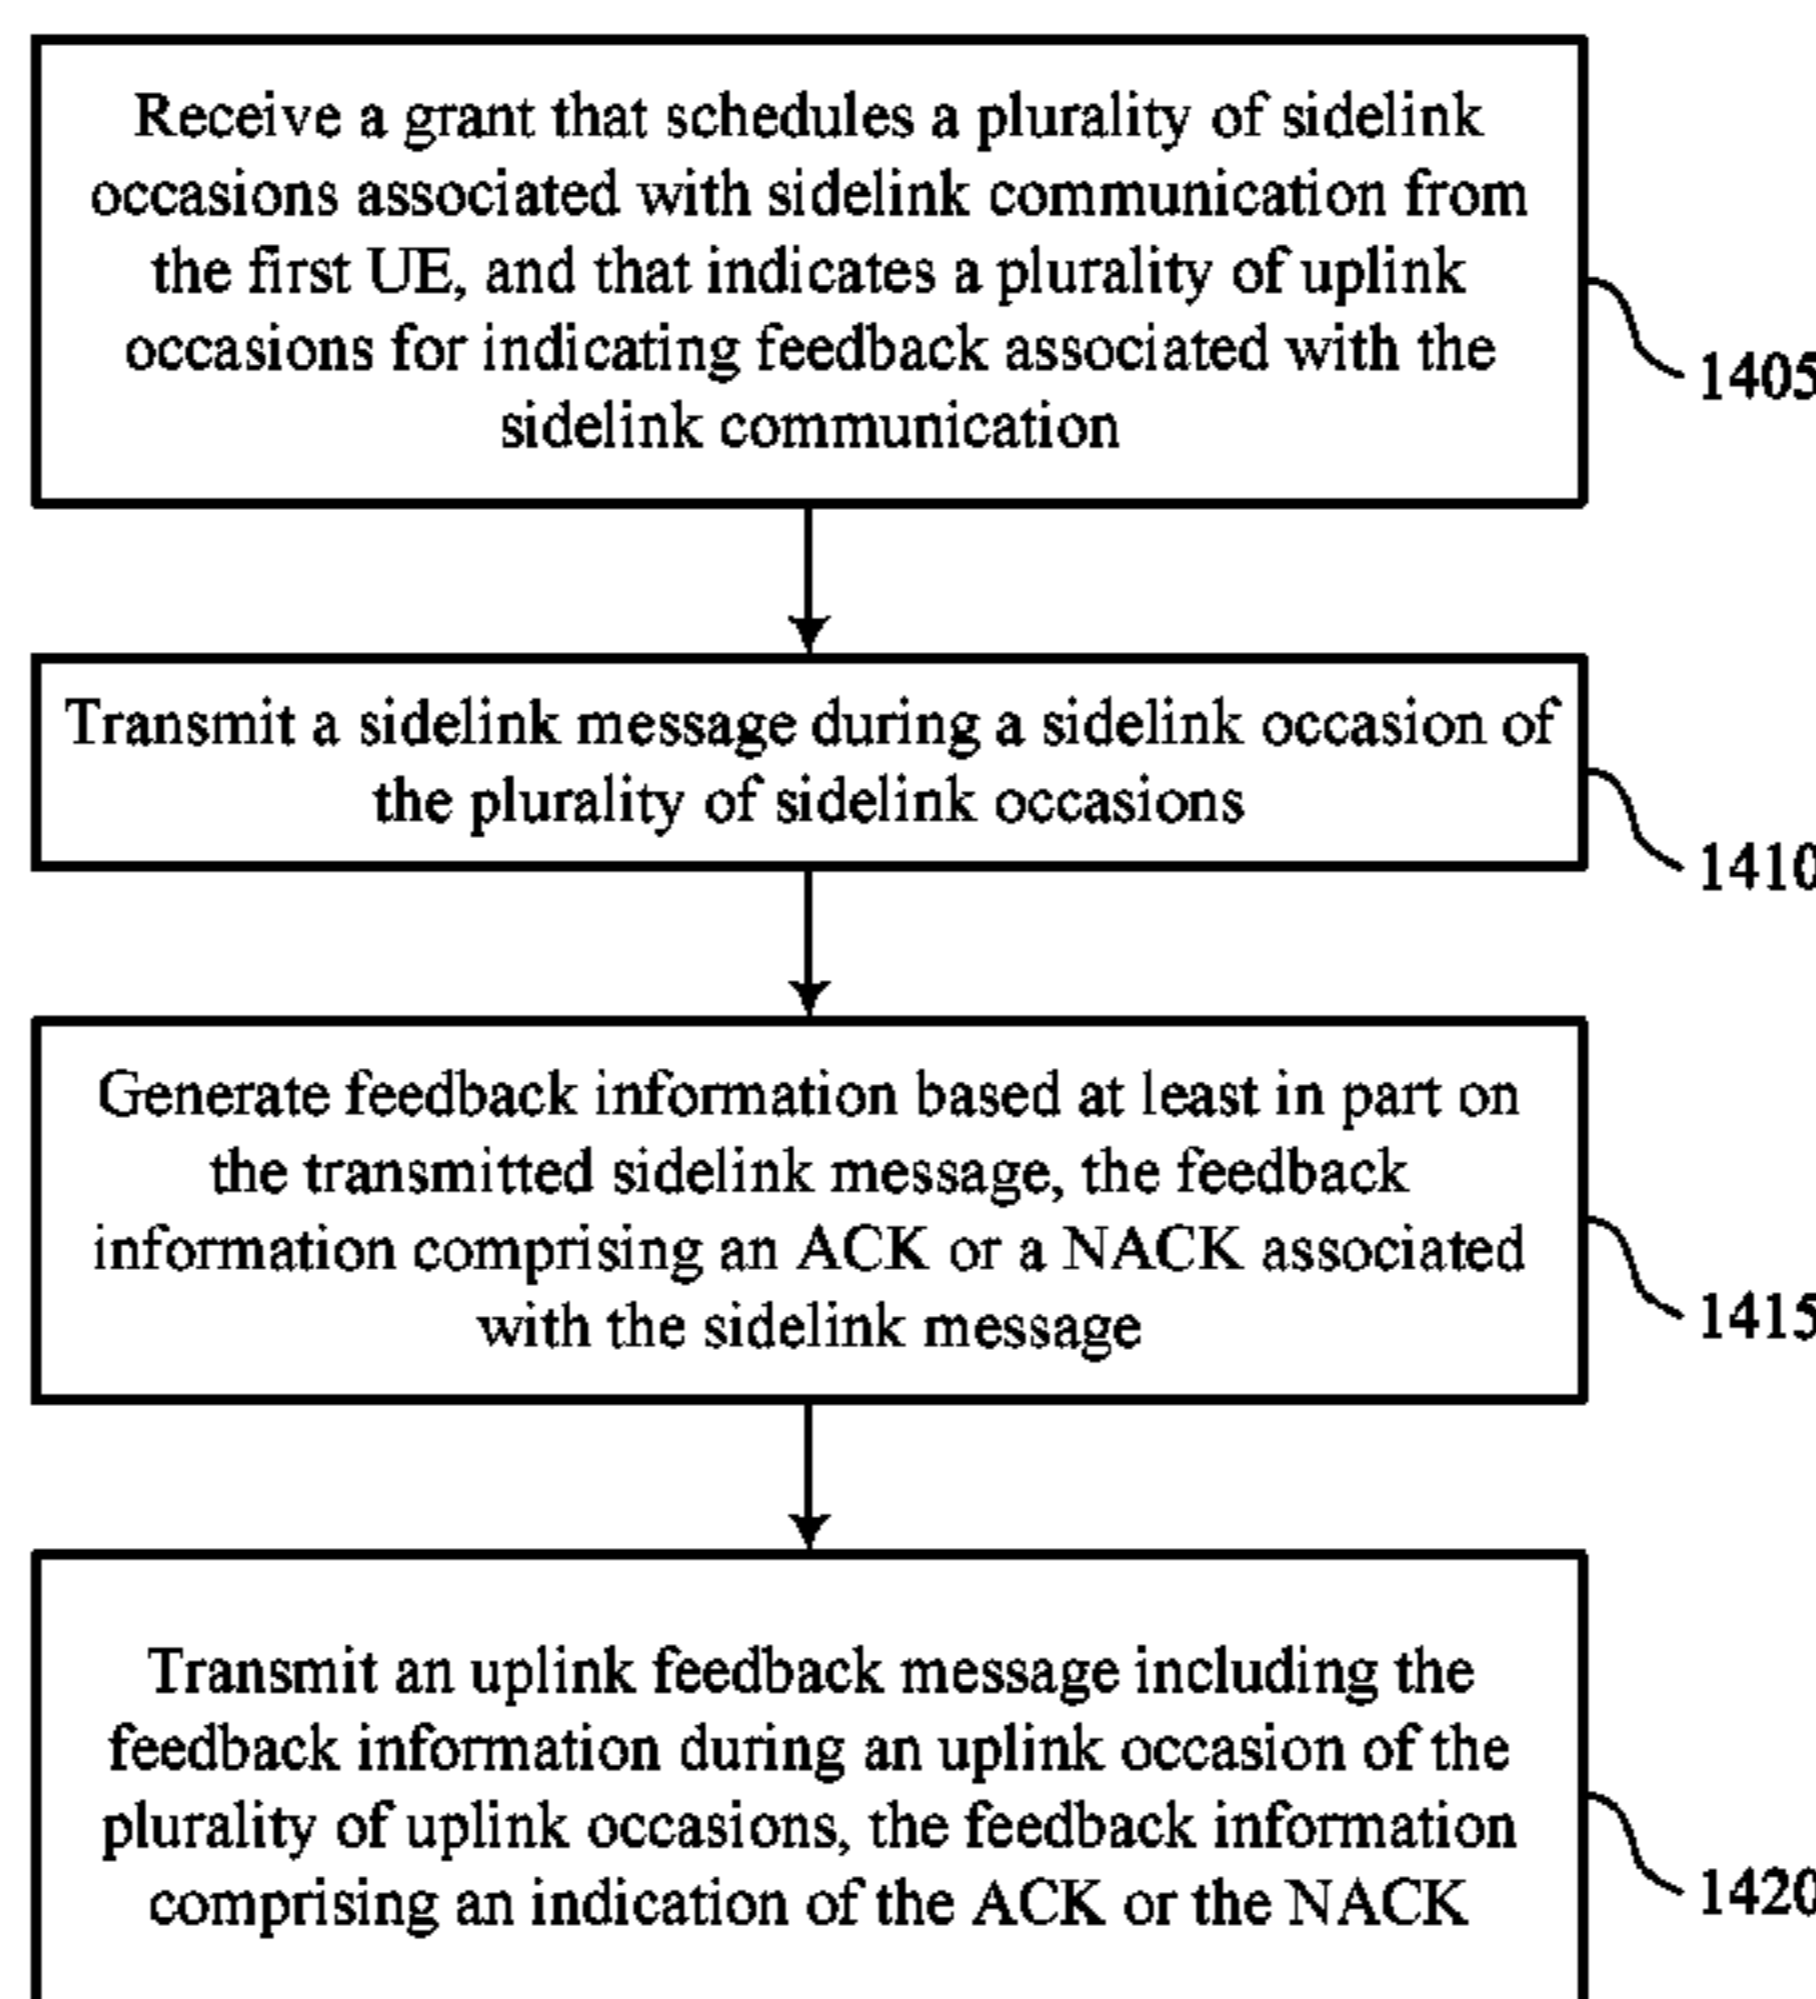 Receive a grant that schedules a plurality of sidelink
occasions associated with sidelink communication from
the first UE, and that indicates a plurality of uplink
occasions for indicating feedback associated with the
sidelink communication
1405
Transmit a sidelink message during a sidelink occasion of
the plurality of sidelink occasions
1410
Generate feedback information based at least in part on
the transmitted sidelink message, the feedback
information comprising an ACK or a NACK associated
with the sidelink message
1415
Transmit an uplink feedback message including the
feedback information during an uplink occasion of the
plurality of uplink occasions, the feedback information
comprising an indication of the ACK or the NACK
1420